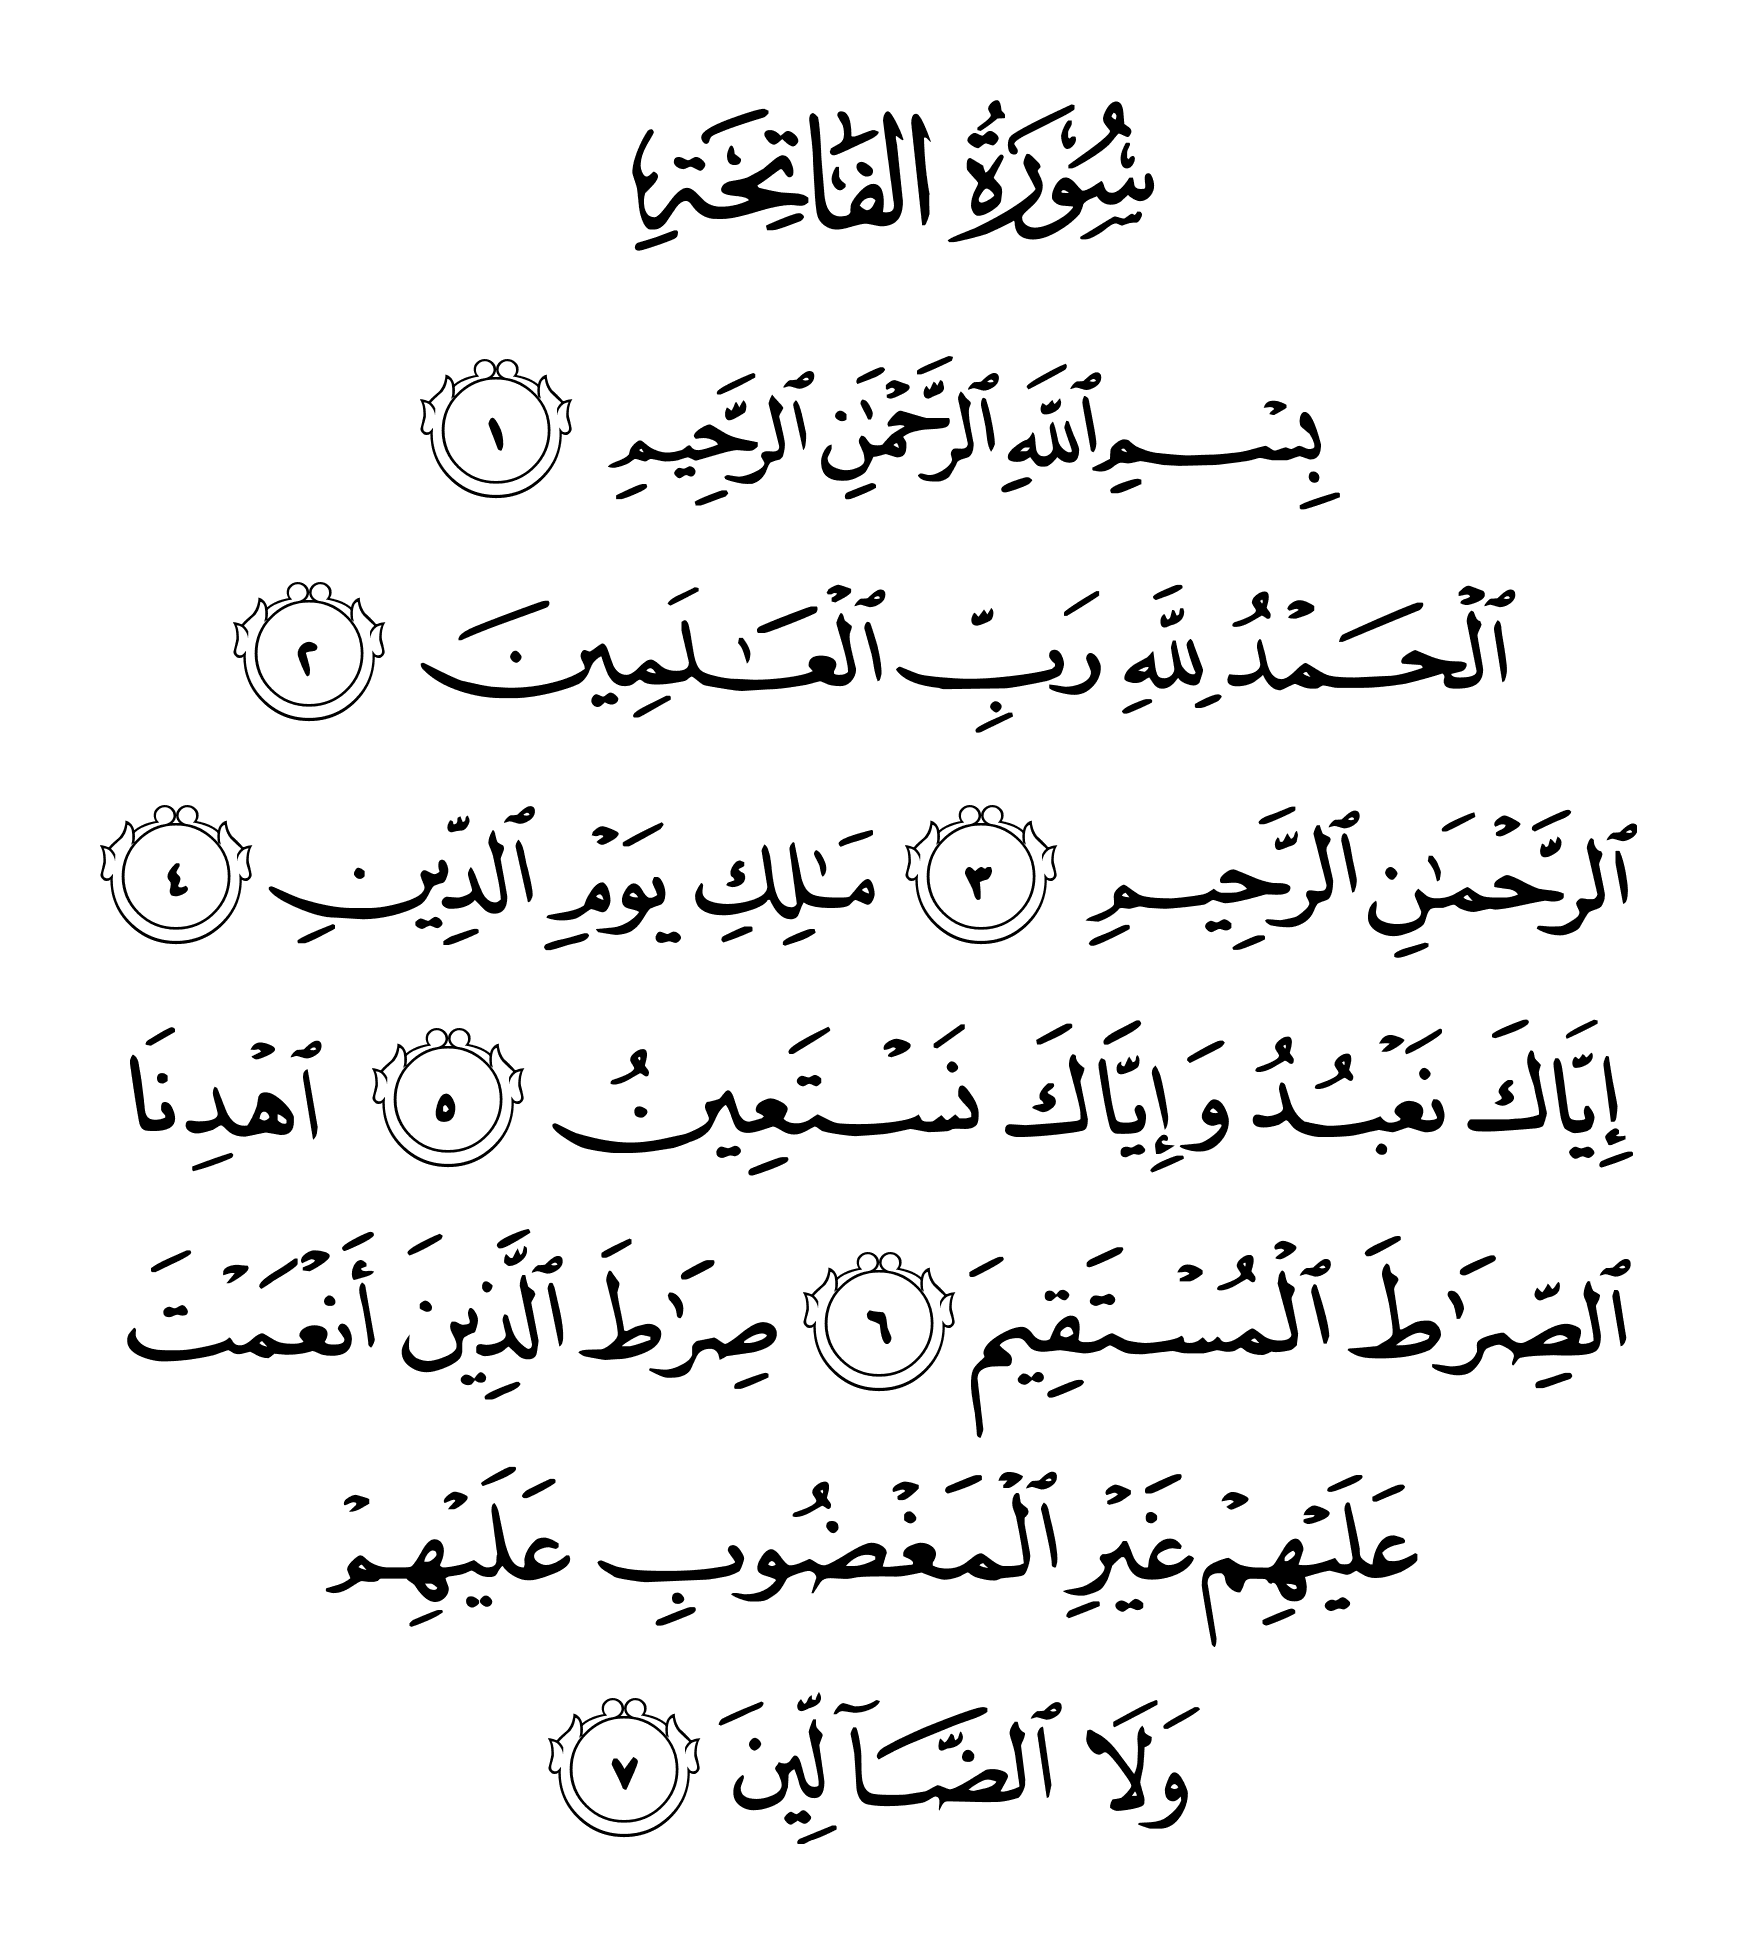 سُورَةُ الفَاتِحَةِ
بِسْمِ ٱللَّهِ ٱلرَّحْمَٰنِ ٱلرَّحِيمِ ١
ٱلْحَمْدُ لِلَّهِ رَبِّ ٱلْعَٰلَمِينَ ٢
ٱلرَّحْمَٰنِ ٱلرَّحِيمِ ٣ مَٰلِكِ يَوْمِ ٱلدِّينِ ٤
إِيَّاكَ نَعْبُدُ وَإِيَّاكَ نَسْتَعِينُ ٥ ٱهْدِنَا
ٱلصِّرَٰطَ ٱلْمُسْتَقِيمَ ٦ صِرَٰطَ ٱلَّذِينَ أَنْعَمْتَ
عَلَيْهِمْ غَيْرِ ٱلْمَغْضُوبِ عَلَيْهِمْ
وَلَا ٱلضَّآلِّينَ ٧